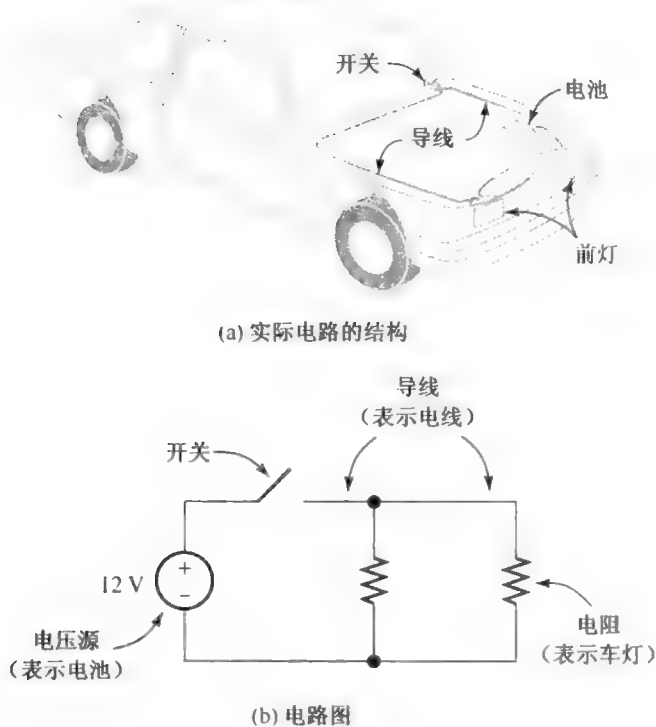 开关
电池
导线
前灯
(a) 实际电路的结构
导线
(表示电线)
开关
12 V
+
−
电压源
(表示电池)
电阻
(表示车灯)
(b) 电路图